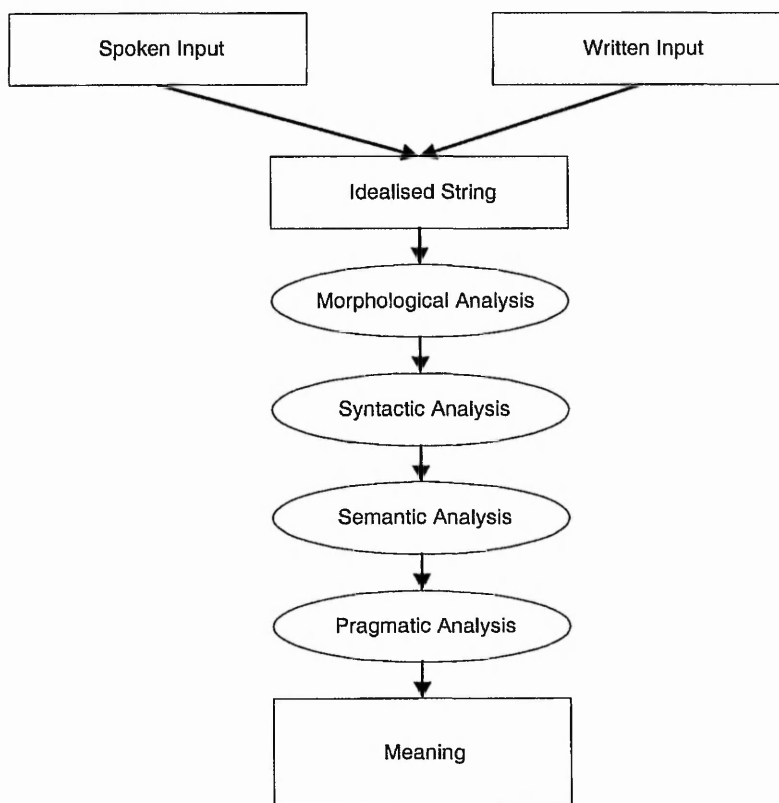 Spoken Input
Written Input
Idealised String
Morphological Analysis
Syntactic Analysis
Semantic Analysis
Pragmatic Analysis
Meaning